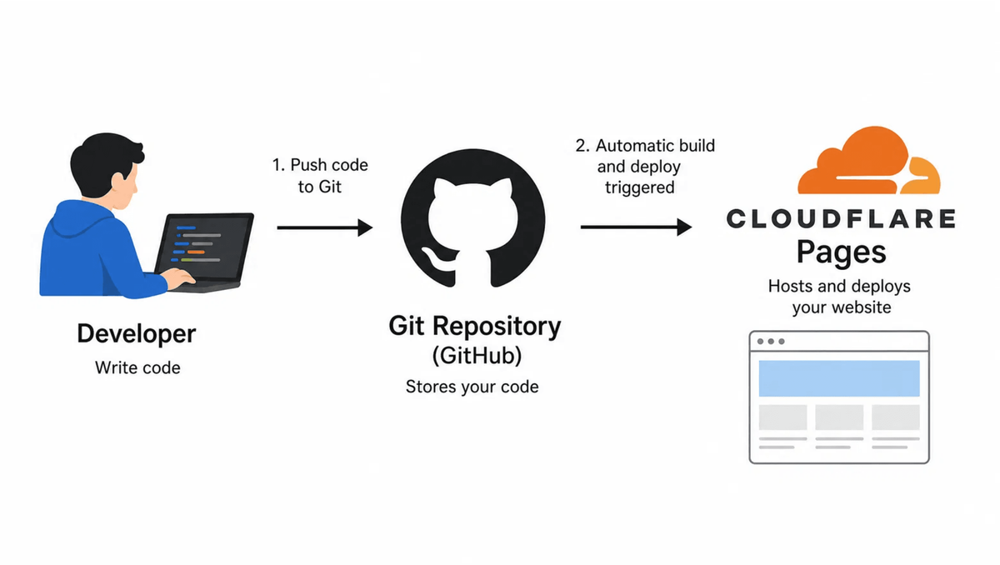 1. Push code
to Git
2. Automatic build
and deploy
triggered
CLOUDFLARE
Pages
Hosts and deploys
your website
Developer
Write code
Git Repository
(GitHub)
Stores your code